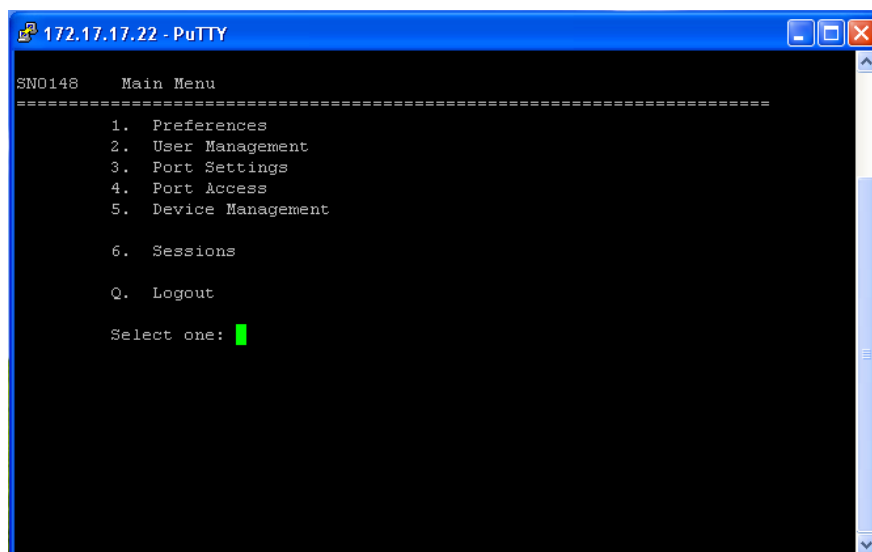 172.17.17.22 - PuTTY
SN0148 Main Menu
========================================================================
1. Preferences
2. User Management
3. Port Settings
4. Port Access
5. Device Management
6. Sessions
Q. Logout
Select one: